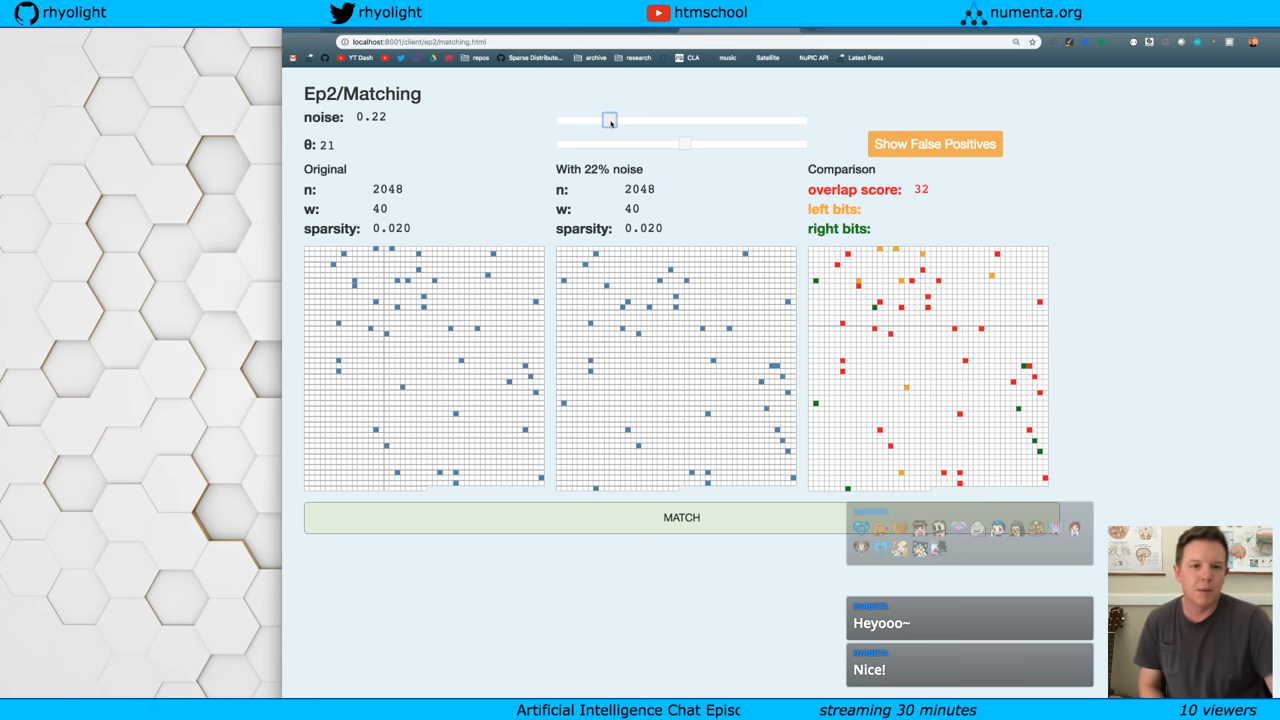 rhyolight
rhyolight
htmschool
numenta.org
localhost:8001/client/ep2/matching.html
YT Dash
repos
Sparse Distribute...
archive
research
CLA
music
Satellite
NuPIC API
Latest Posts
Ep2/Matching
noise: 0.22
θ: 21
Show False Positives
Original
With 22% noise
Comparison
n: 2048
n: 2048
overlap score: 32
w: 40
w: 40
left bits:
sparsity: 0.020
sparsity: 0.020
right bits:
MATCH
Heyooo~
Nice!
Artificial Intelligence Chat Episc
streaming 30 minutes
10 viewers